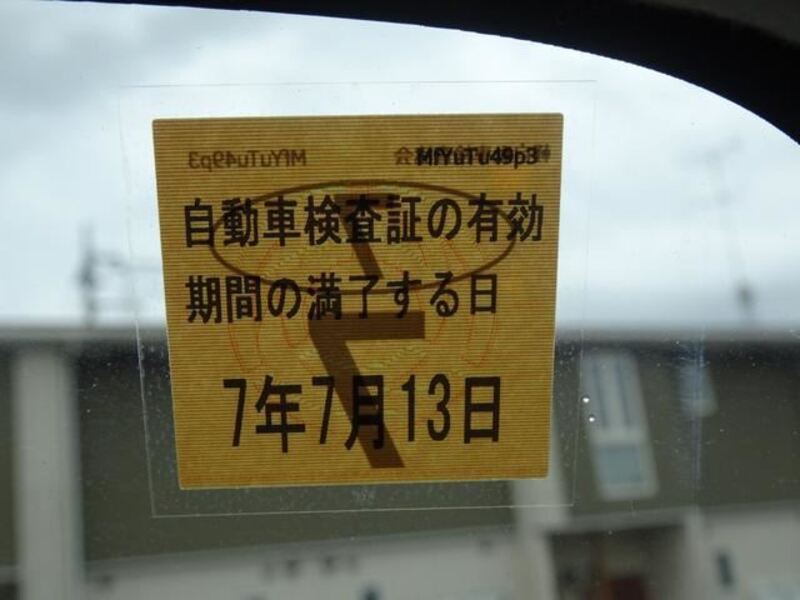 MfYuTu49p3
自動車検査証の有効
期間の満了する日
7年7月13日